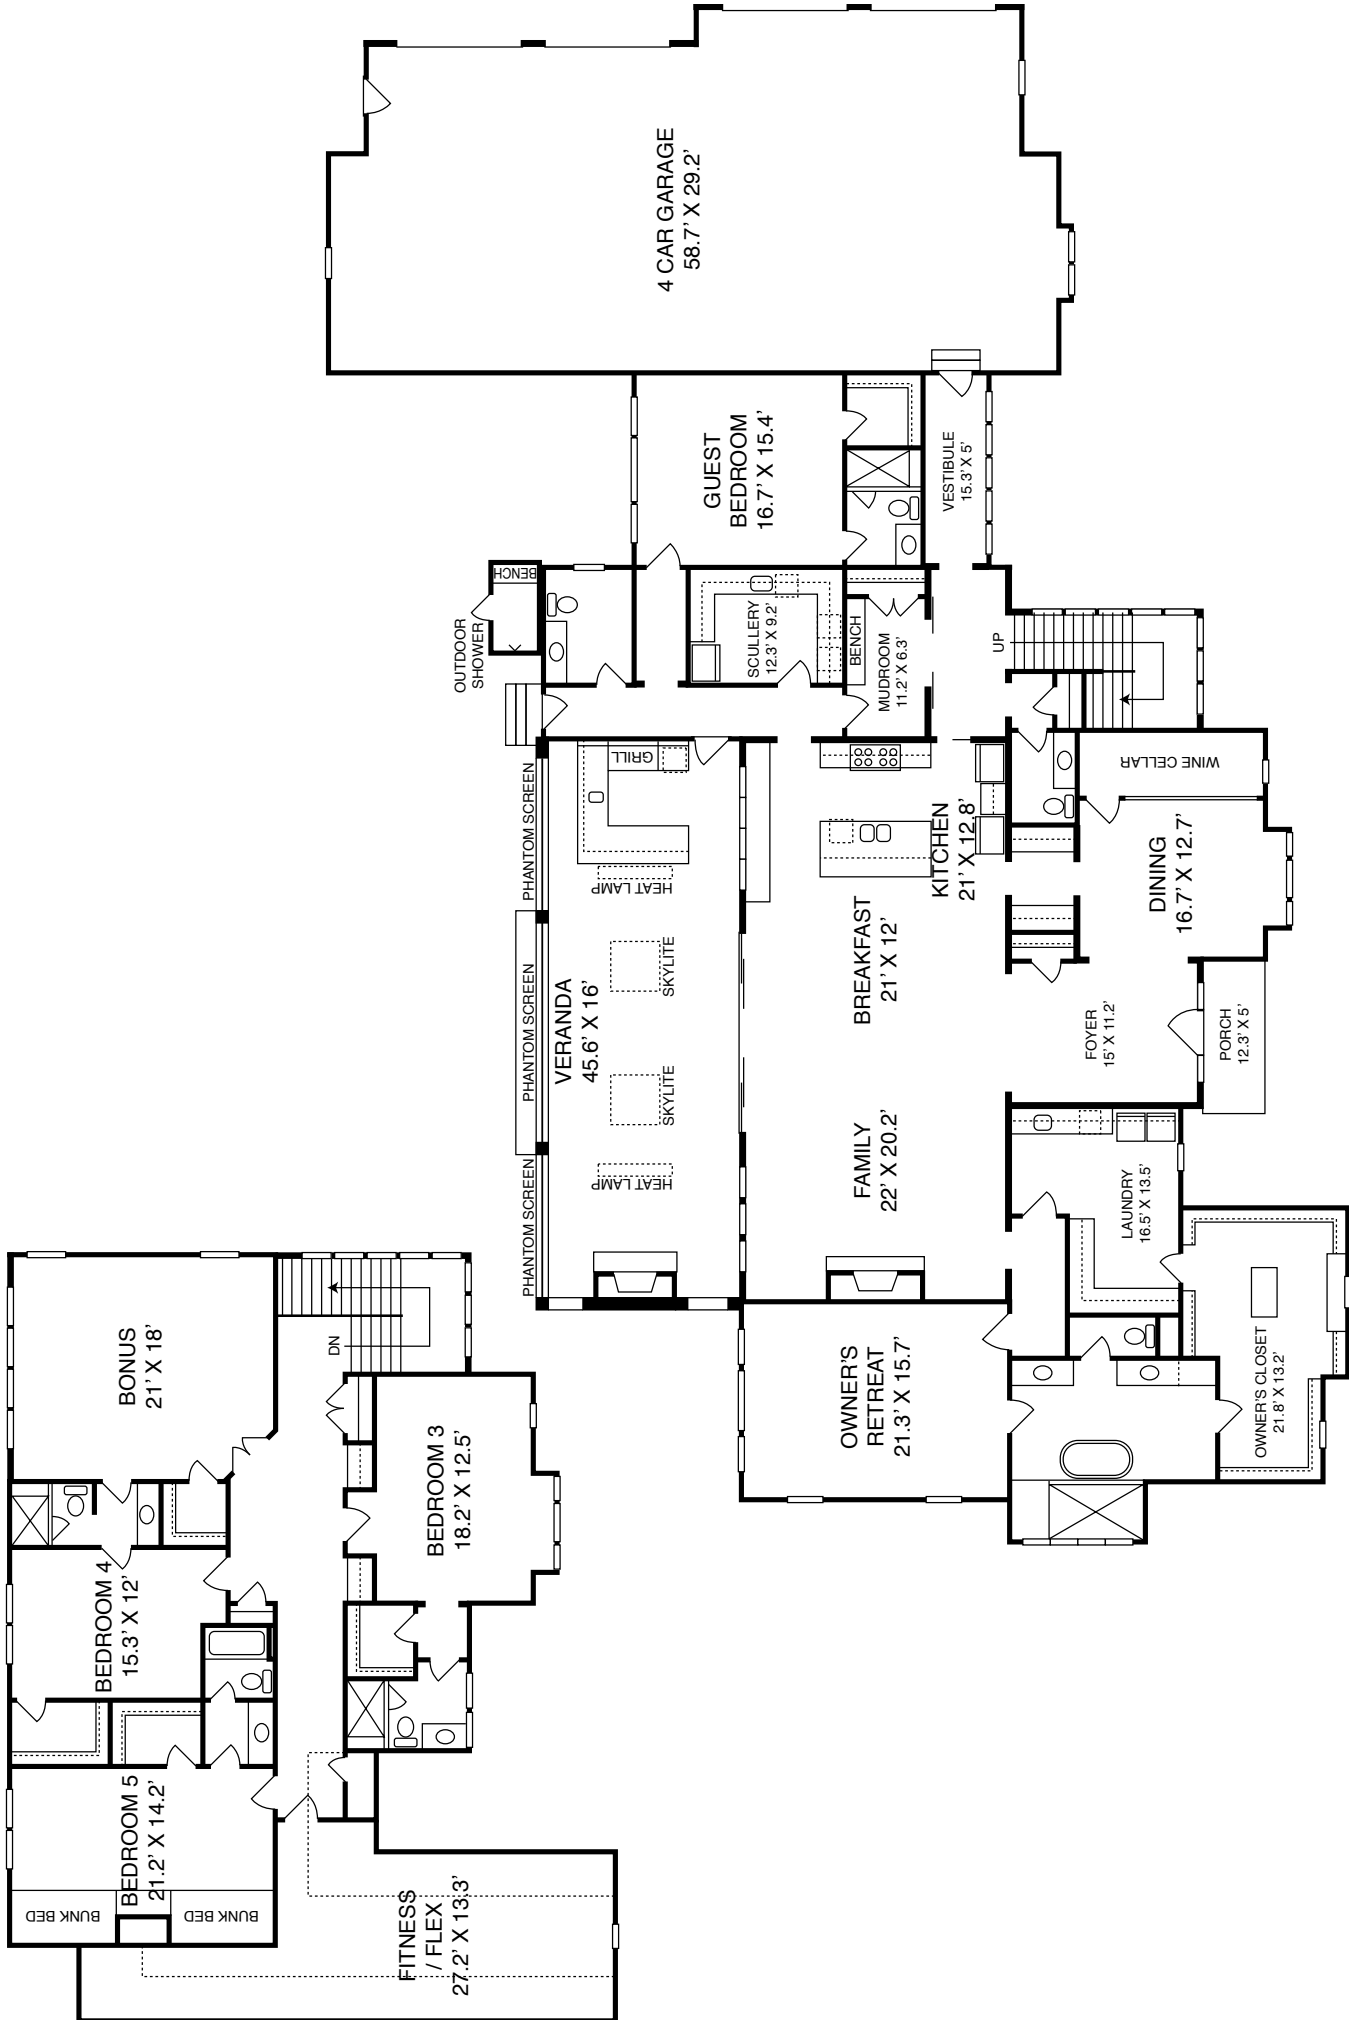 4 CAR GARAGE
58.7’ X 29.2’
GUEST
BEDROOM
16.7’ X 15.4’
VESTIBULE
15.3’ X 5’
OUTDOOR
SHOWER
BENCH
SCULLERY
12.3’ X 9.2’
BENCH
MUDROOM
11.2’ X 6.3’
UP
PHANTOM SCREEN
GRILL
HEAT LAMP
KITCHEN
21’ X 12.8’
WINE CELLAR
DINING
16.7’ X 12.7’
PHANTOM SCREEN
VERANDA
45.6’ X 16’
SKYLITE
SKYLITE
BREAKFAST
21’ X 12’
FOYER
15’ X 11.2’
PORCH
12.3’ X 5’
PHANTOM SCREEN
HEAT LAMP
FAMILY
22’ X 20.2’
LAUNDRY
16.5’ X 13.5’
OWNER’S
RETREAT
21.3’ X 15.7’
OWNER’S CLOSET
21.8’ X 13.2’
BONUS
21’ X 18’
DN
BEDROOM 3
18.2’ X 12.5’
BEDROOM 4
15.3’ X 12’
BEDROOM 5
21.2’ X 14.2’
BUNK BED
BUNK BED
FITNESS
/ FLEX
27.2’ X 13.3’